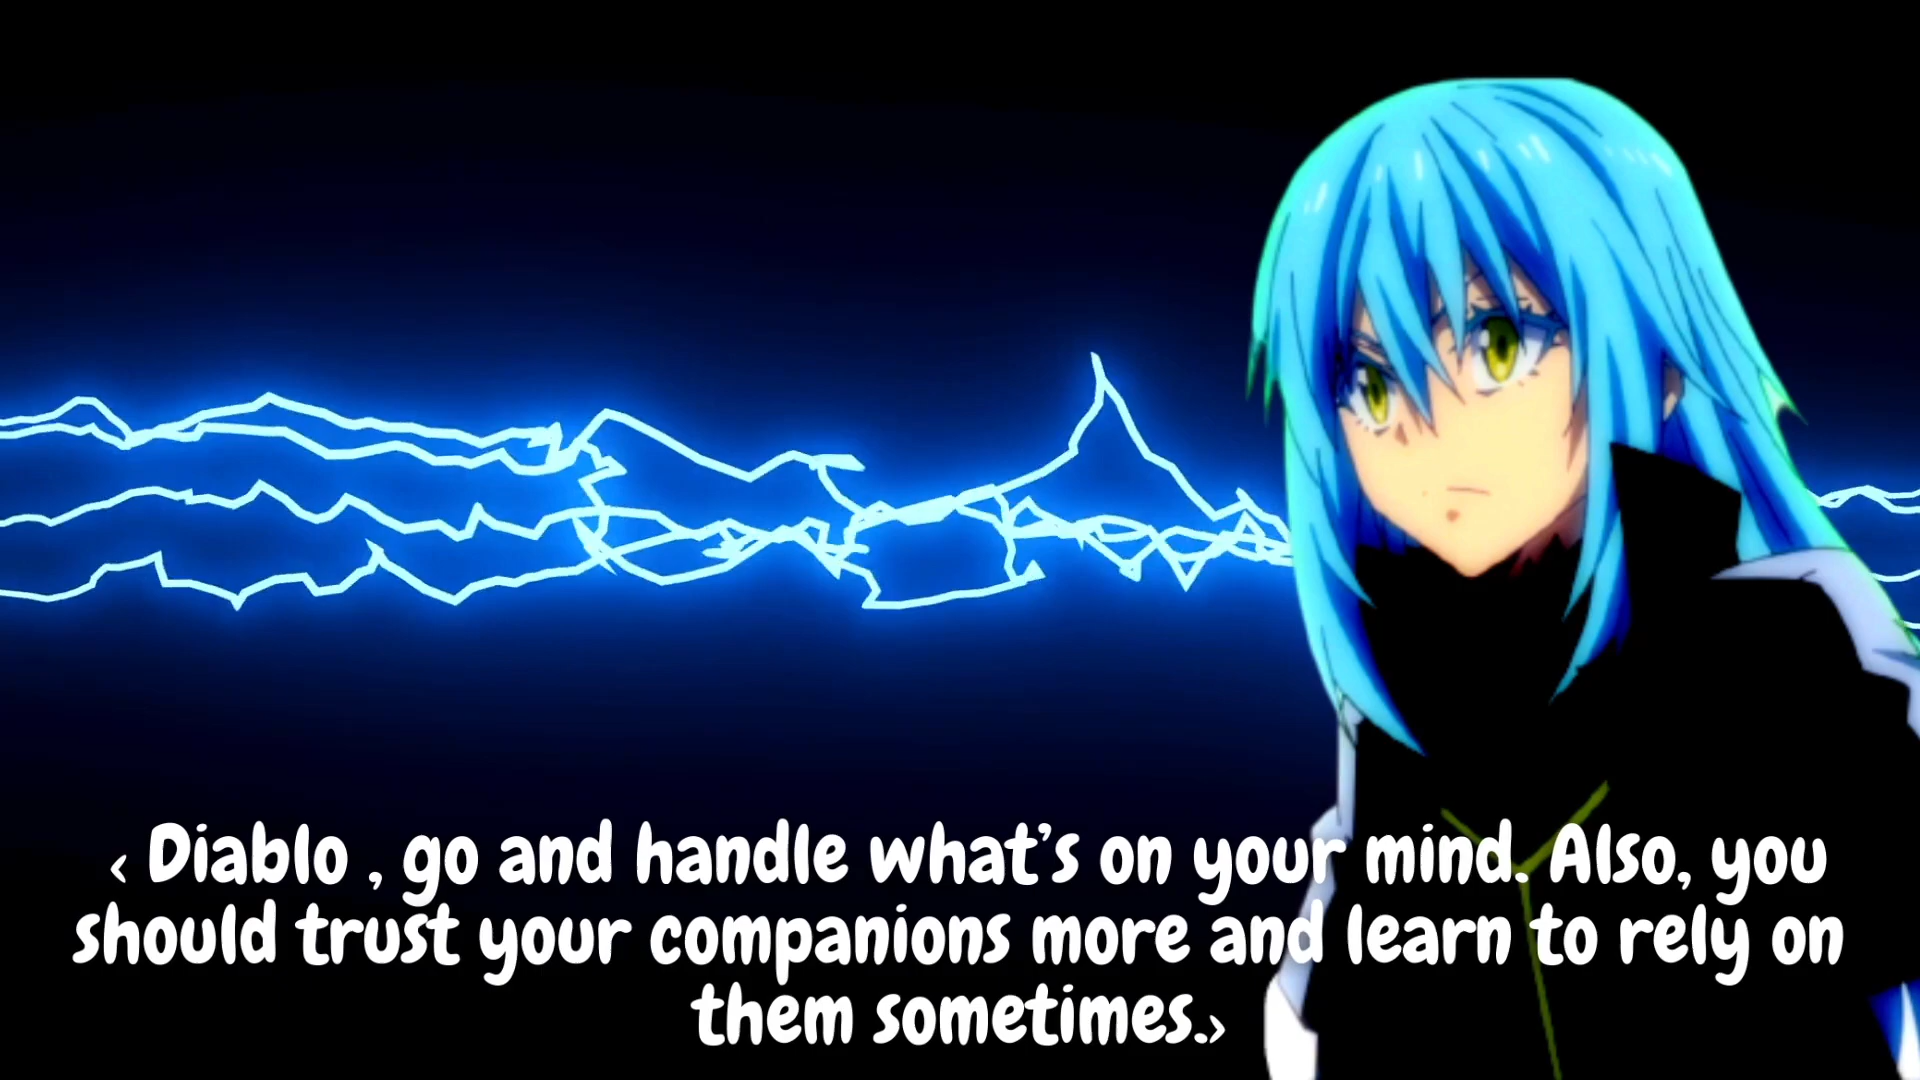 ‹ Diablo , go and handle what’s on your mind. Also, you
should trust your companions more and learn to rely on
them sometimes.›